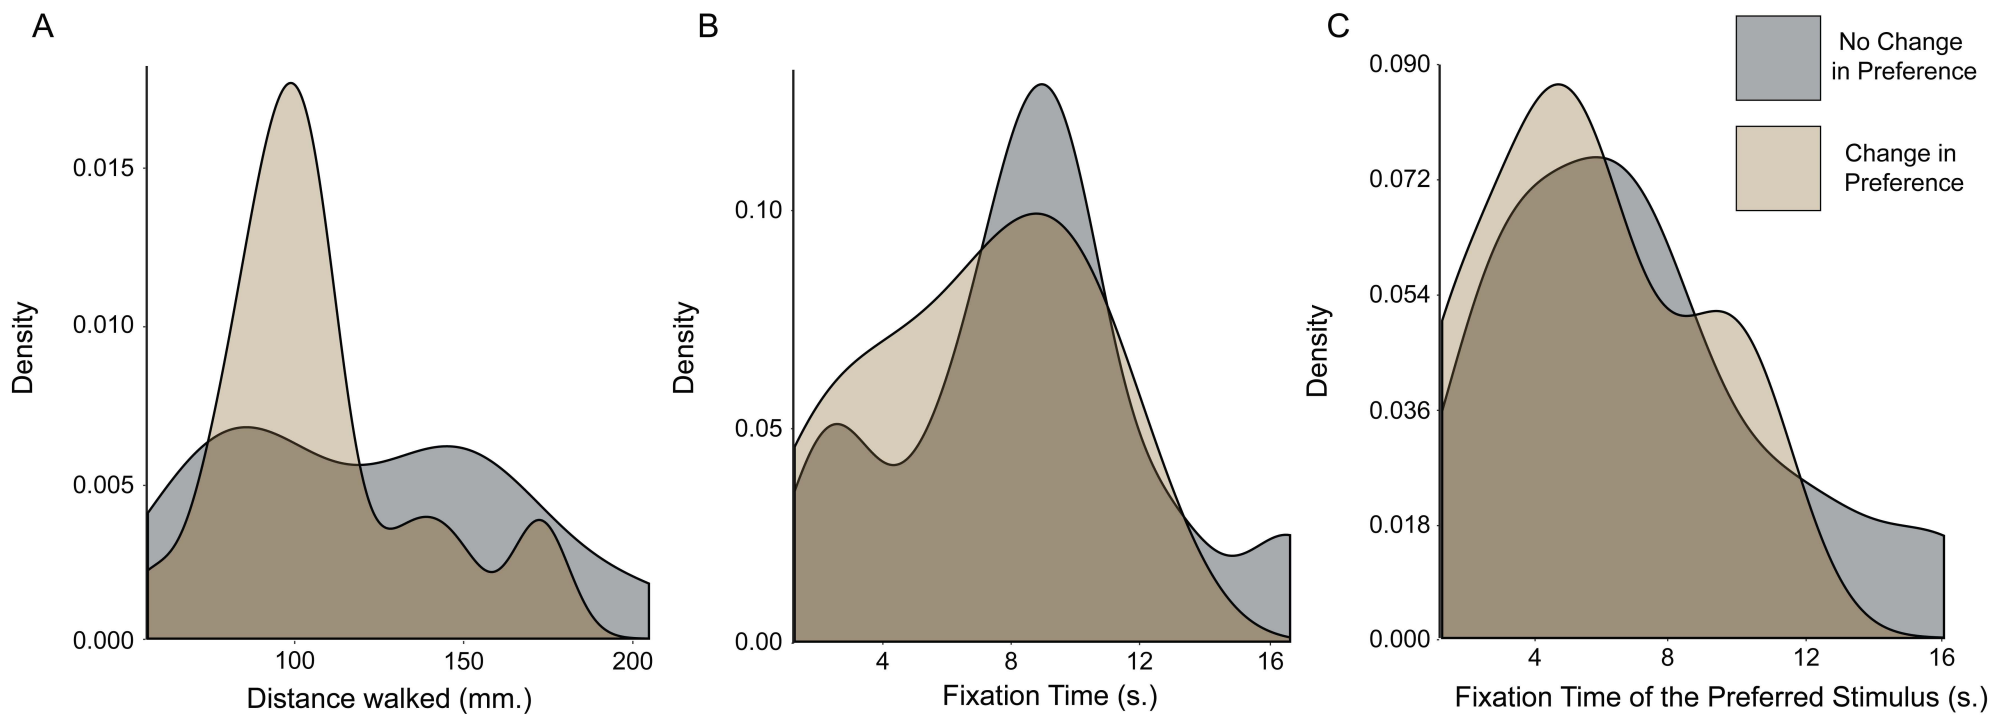 A
Density
0.015
0.010
0.005
0.000
100
150
200
Distance walked (mm.)
B
Density
0.10
0.05
0.00
4
8
12
16
Fixation Time (s.)
C
Density
0.090
0.072
0.054
0.036
0.018
0.000
4
8
12
16
Fixation Time of the Preferred Stimulus (s.)
No Change
in Preference
Change in
Preference